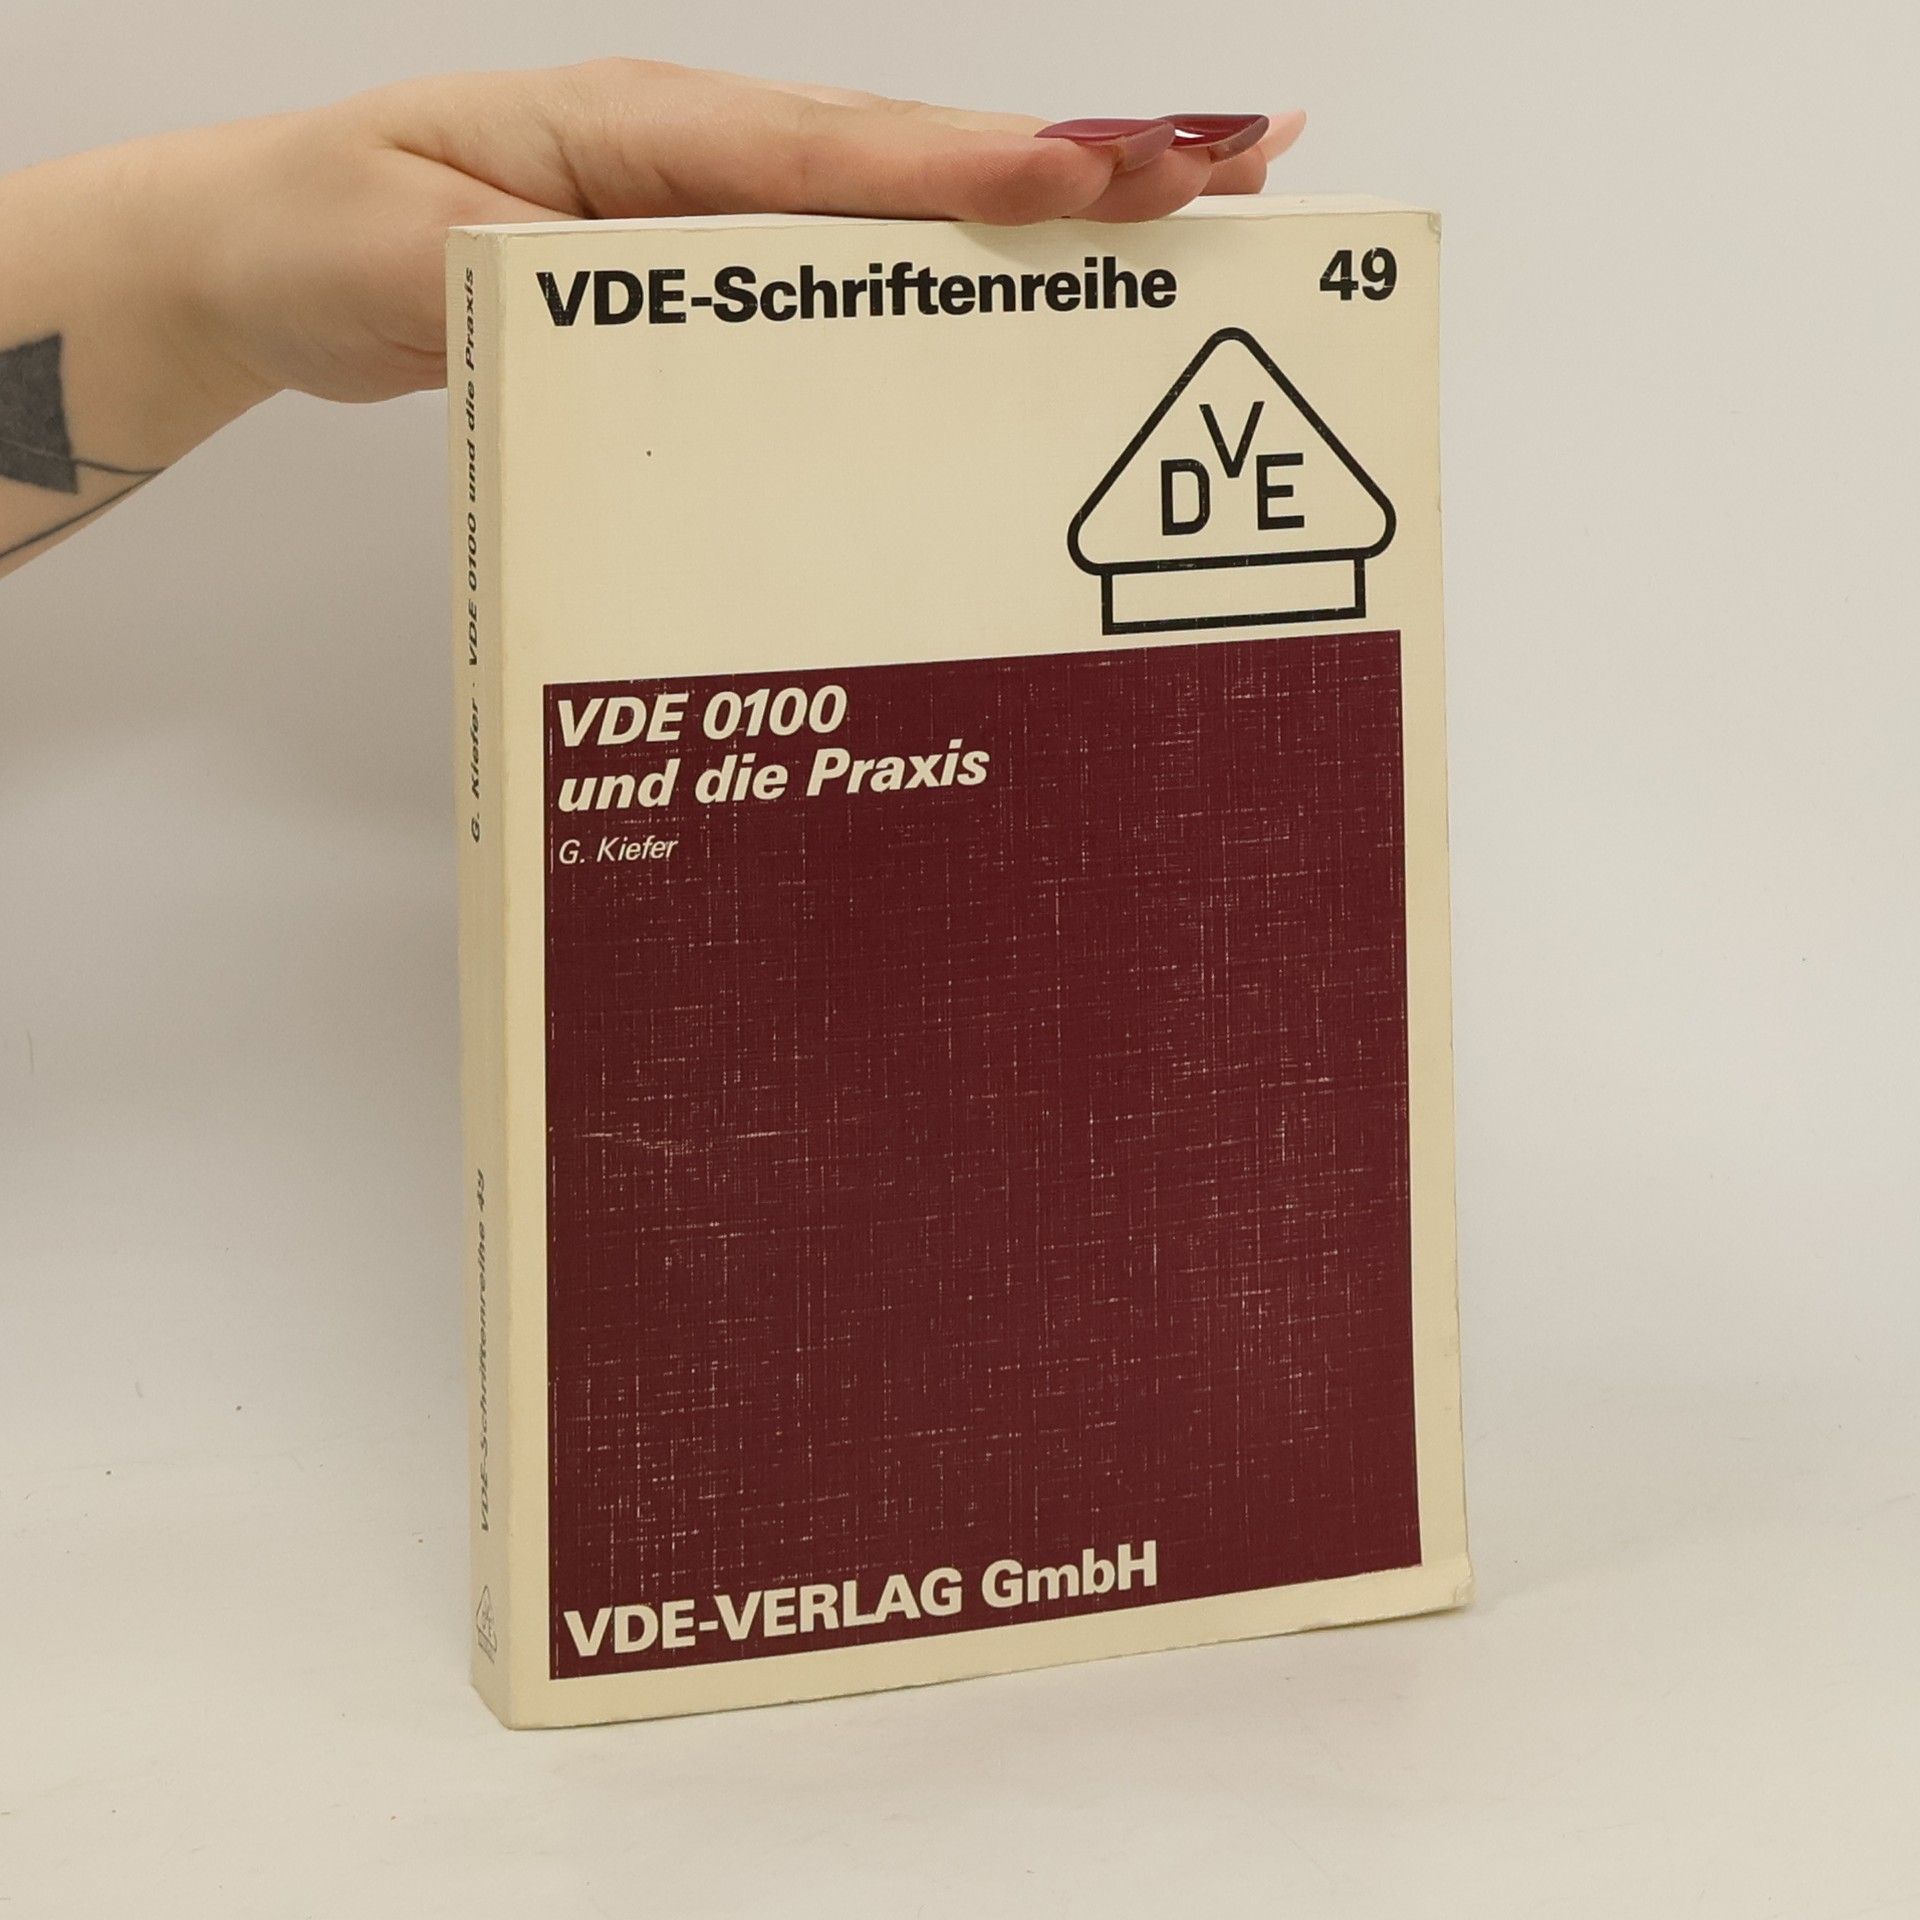 VDE-Schriftenreihe 49
V
D E
VDE 0100
und die Praxis
G. Kiefer
VDE-VERLAG GmbH
G. Kiefer · VDE 0100 und die Praxis
VDE-Schriftenreihe 49